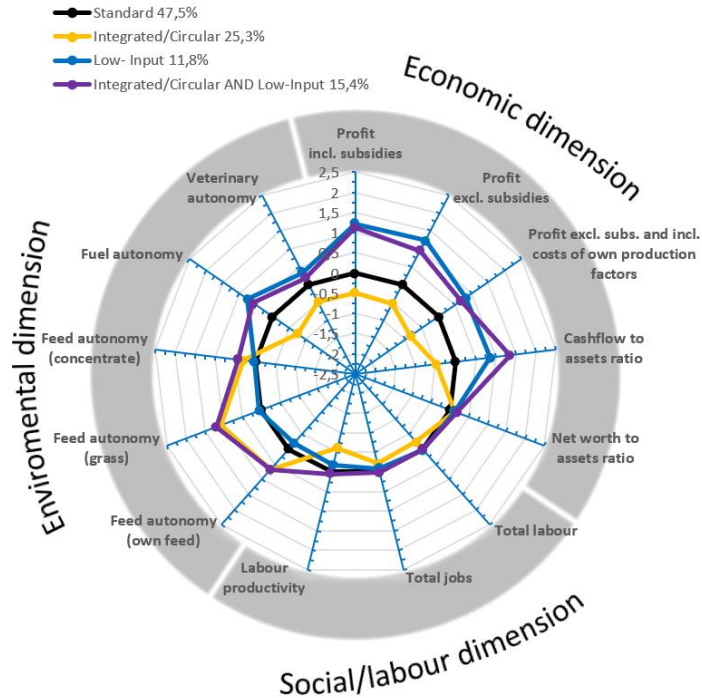 Standard 47,5%
Integrated/Circular 25,3%
Low- Input 11,8%
Integrated/Circular AND Low-Input 15,4%
Economic dimension
Profit
incl. subsidies
Profit
excl. subsidies
Profit excl. subs. and incl.
costs of own production
factors
Cashflow to
assets ratio
Net worth to
assets ratio
Total labour
Total jobs
Labour
productivity
Feed autonomy
(own feed)
Feed autonomy
(grass)
Feed autonomy
(concentrate)
Fuel autonomy
Veterinary
autonomy
2,5
2
1,5
1
0,5
0
-0,5
-1
-1,5
-2
-2,5
Enviromental dimension
Social/labour dimension